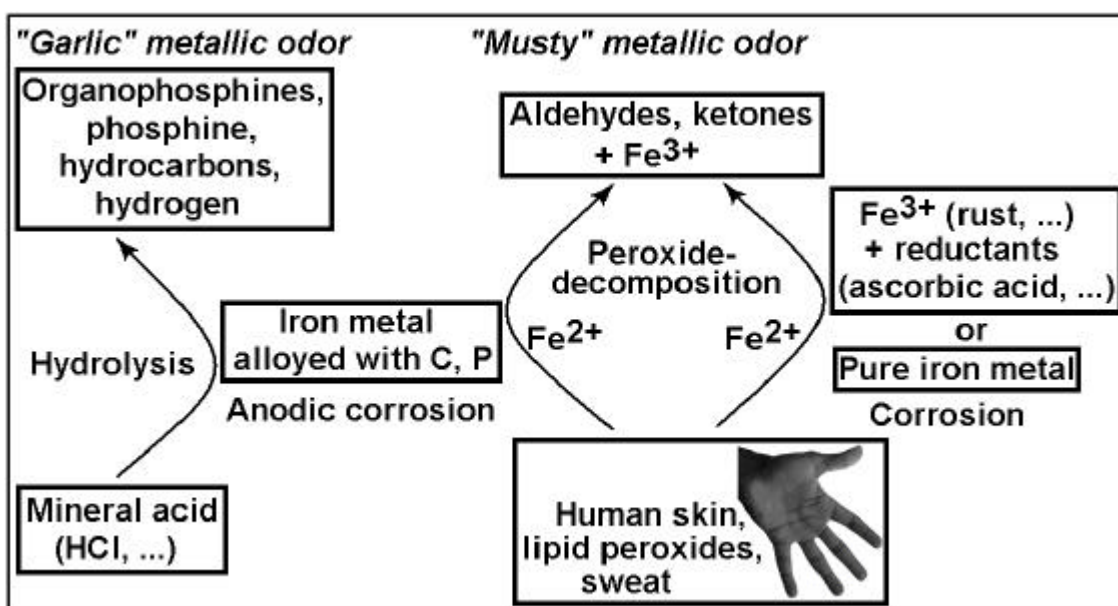 "Garlic" metallic odor
Organophosphines,
phosphine,
hydrocarbons,
hydrogen
Hydrolysis
Mineral acid
(HCl, ...)
Iron metal
alloyed with C, P
Anodic corrosion
"Musty" metallic odor
Aldehydes, ketones
+ Fe3+
Peroxide-
decomposition
Fe2+
Fe2+
Human skin,
lipid peroxides,
sweat
Fe3+ (rust, ...)
+ reductants
(ascorbic acid, ...)
or
Pure iron metal
Corrosion